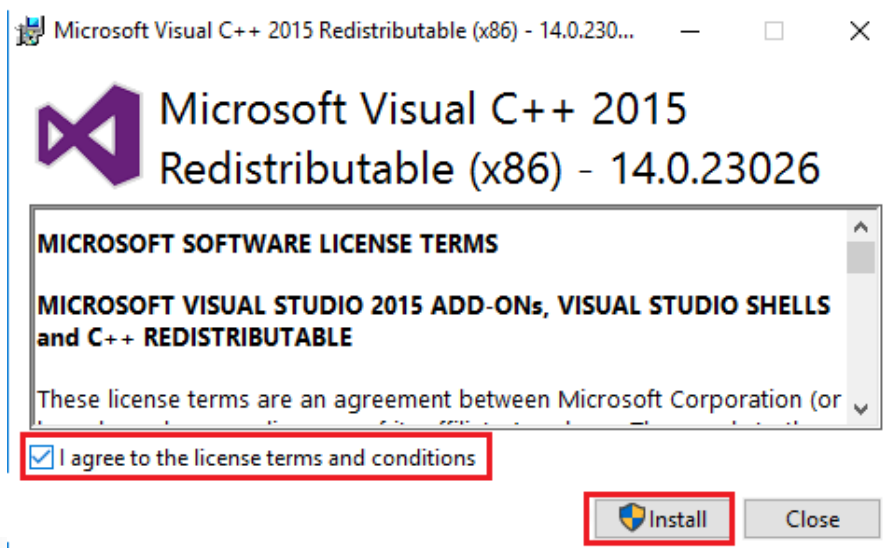 Microsoft Visual C++ 2015 Redistributable (x86) - 14.0.230...
Microsoft Visual C++ 2015
Redistributable (x86) - 14.0.23026
MICROSOFT SOFTWARE LICENSE TERMS
MICROSOFT VISUAL STUDIO 2015 ADD-ONs, VISUAL STUDIO SHELLS
and C++ REDISTRIBUTABLE
These license terms are an agreement between Microsoft Corporation (or
I agree to the license terms and conditions
Install
Close